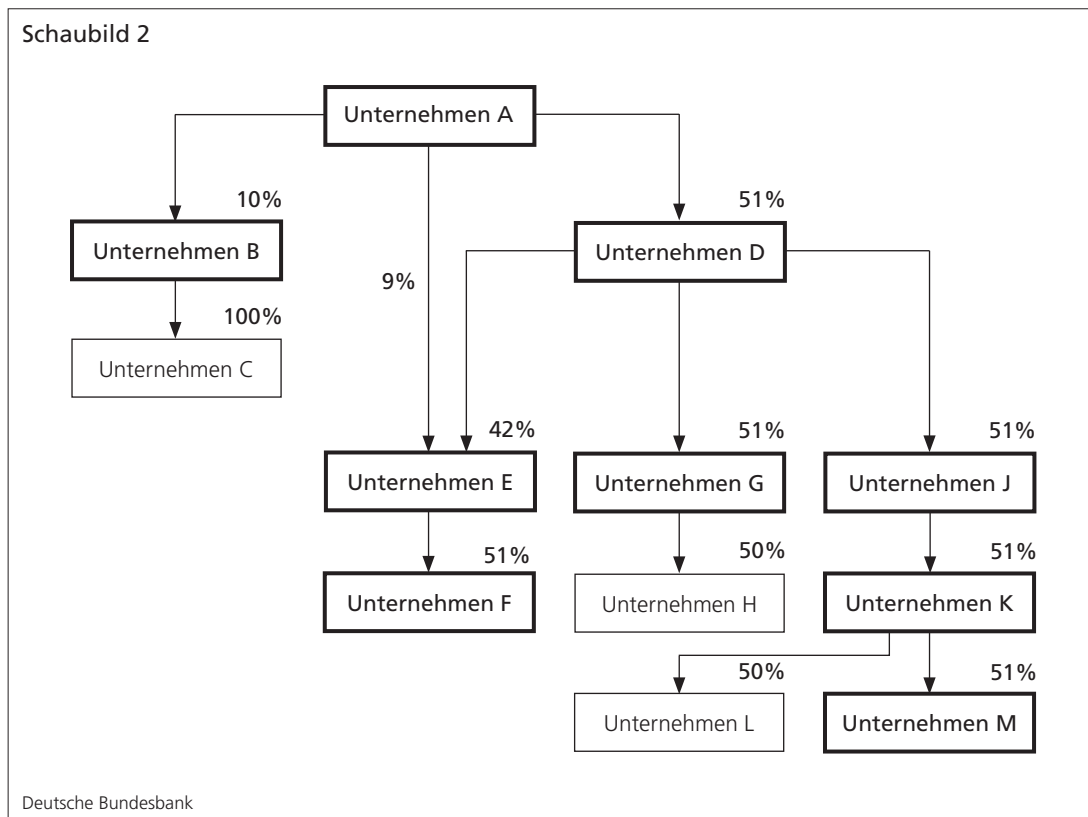 Schaubild 2
Unternehmen A
10%
51%
Unternehmen B
Unternehmen D
9%
100%
Unternehmen C
42%
51%
51%
Unternehmen E
Unternehmen G
Unternehmen J
51%
50%
51%
Unternehmen F
Unternehmen H
Unternehmen K
50%
51%
Unternehmen L
Unternehmen M
Deutsche Bundesbank